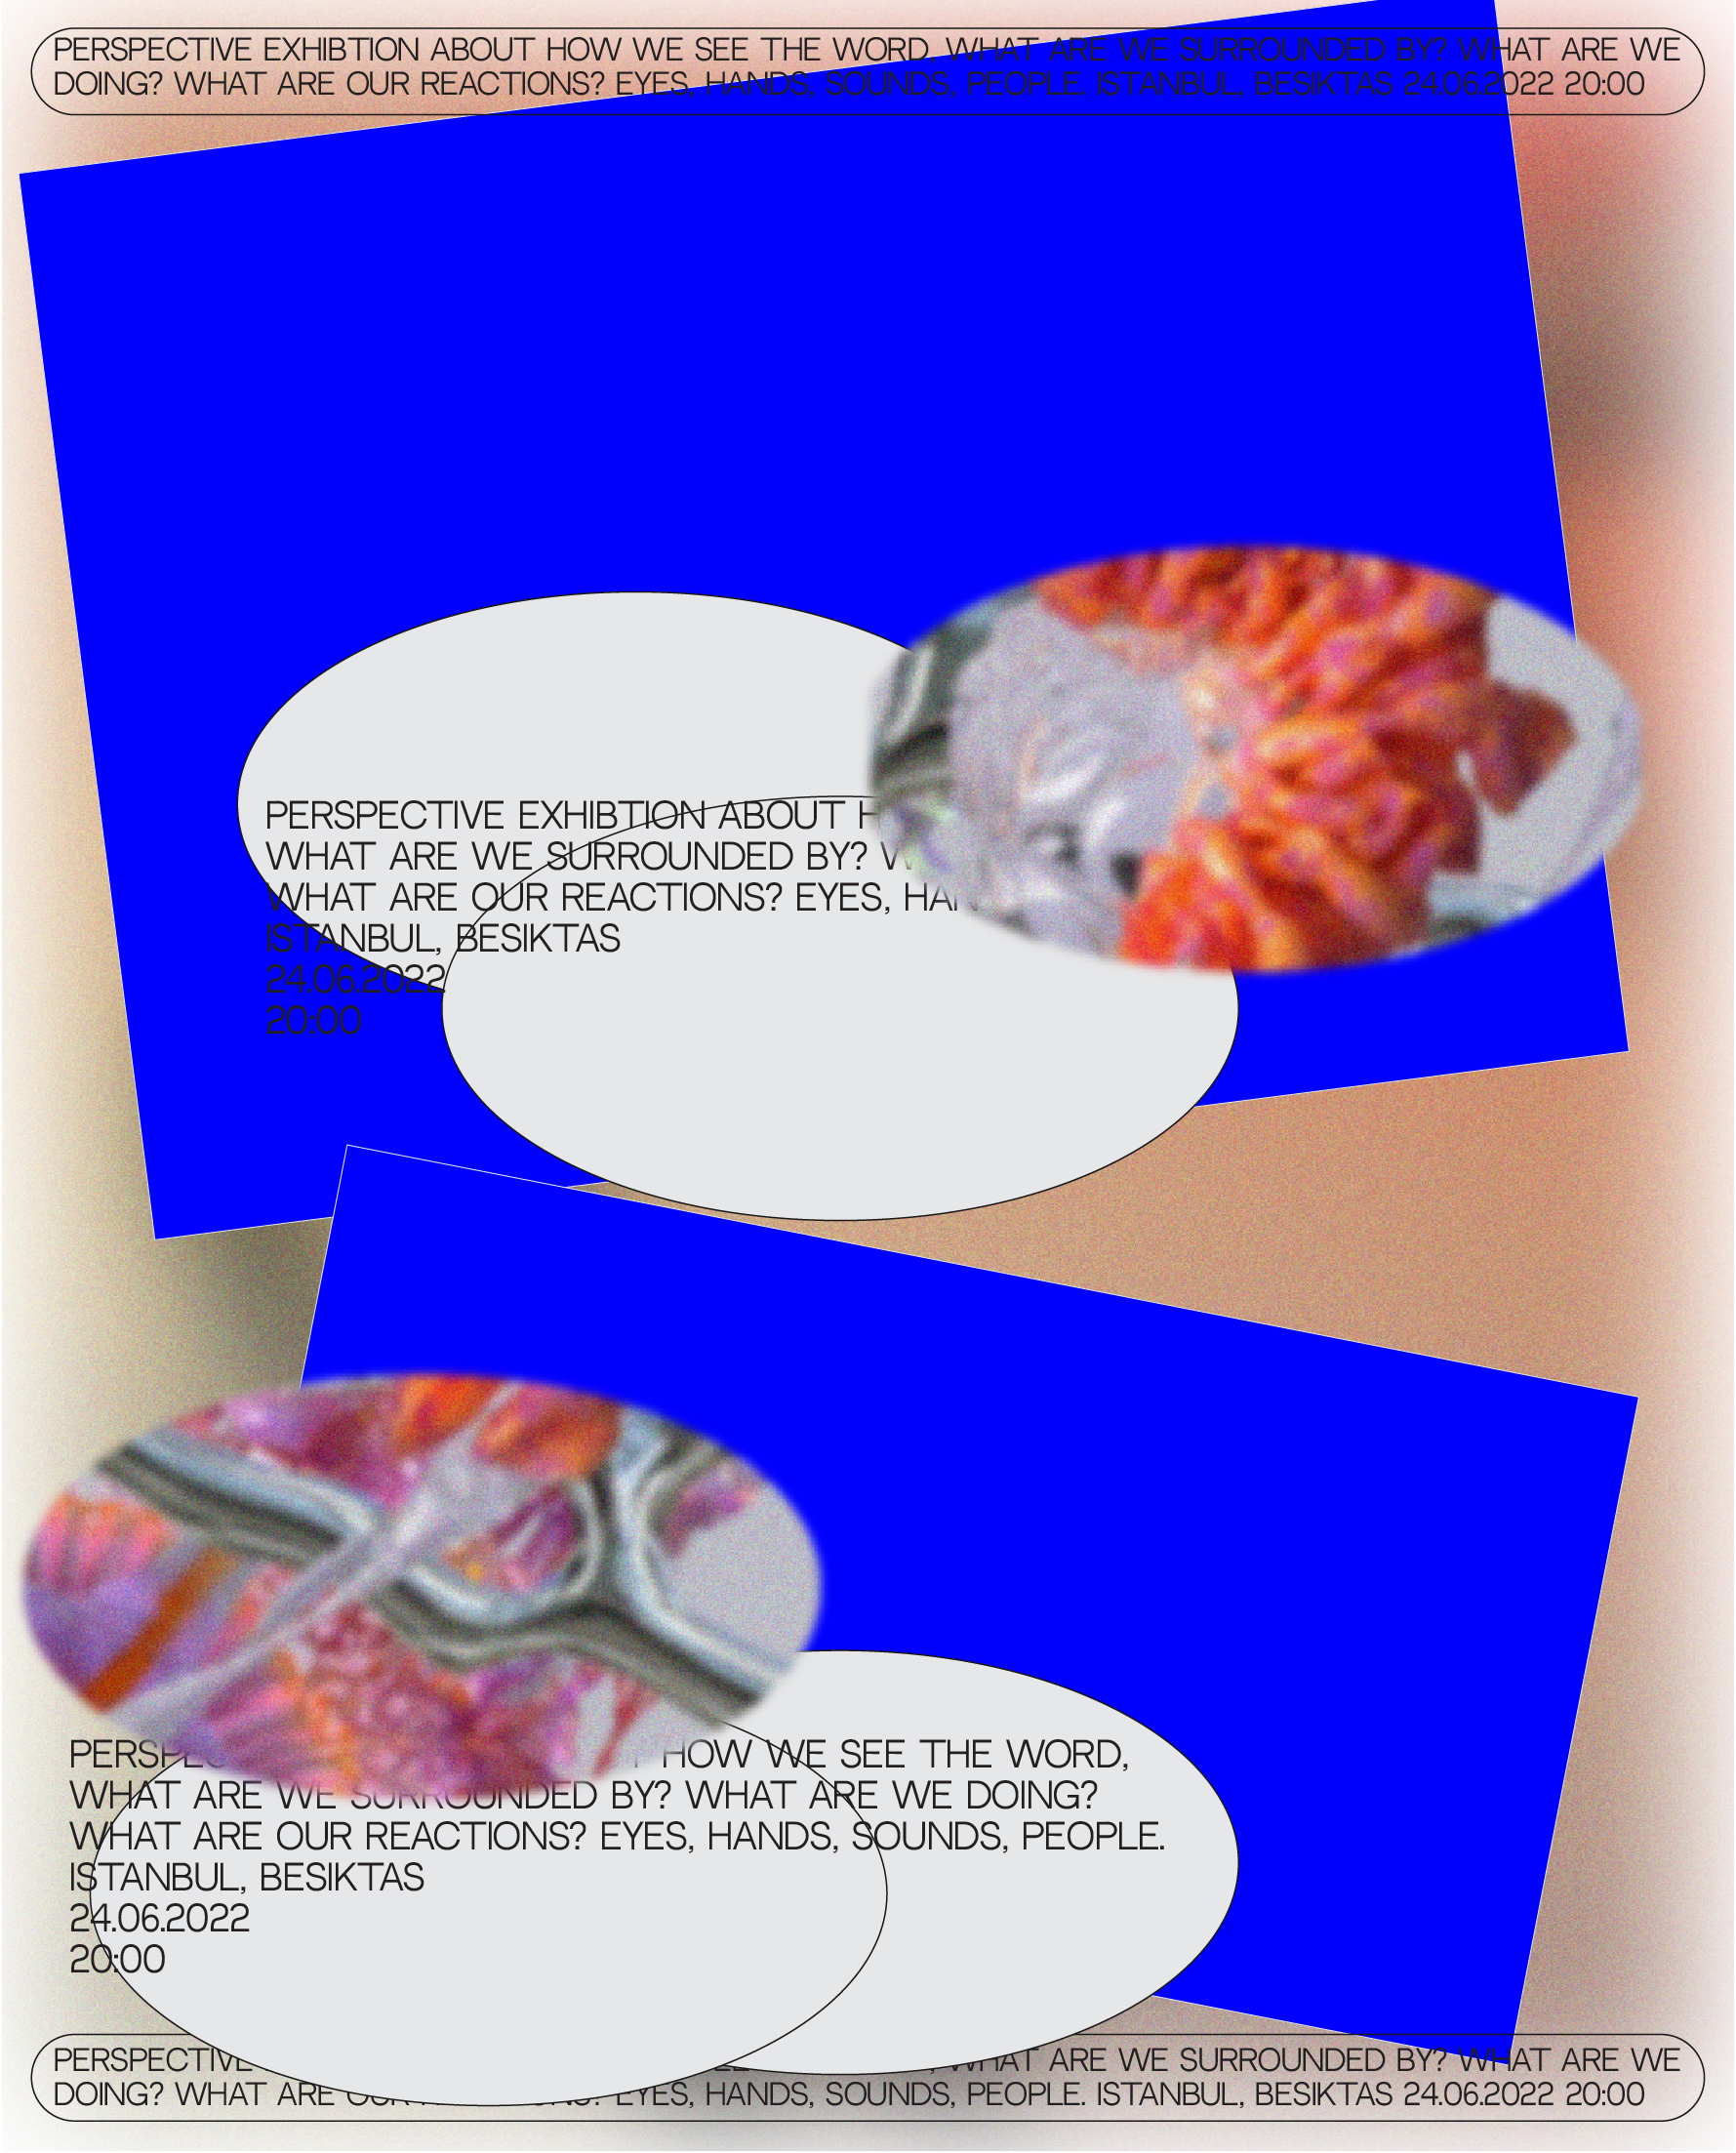 PERSPECTIVE EXHIBTION ABOUT HOW WE SEE THE WORD, WHAT ARE WE SURROUNDED BY? WHAT ARE WE
DOING? WHAT ARE OUR REACTIONS? EYES, HANDS, SOUNDS, PEOPLE. ISTANBUL, BESIKTAS 24.06.2022 20:00
PERSPECTIVE EXHIBTION ABOUT
WHAT ARE WE SURROUNDED BY?
WHAT ARE OUR REACTIONS? EYES,
ISTANBUL, BESIKTAS
24.06.2022
20:00
HOW WE SEE THE WORD,
WHAT ARE WE SURROUNDED BY? WHAT ARE WE DOING?
WHAT ARE OUR REACTIONS? EYES, HANDS, SOUNDS, PEOPLE.
ISTANBUL, BESIKTAS
24.06.2022
20:00
WHAT ARE WE SURROUNDED BY? WHAT ARE WE
DOING? WHAT ARE EYES, HANDS, SOUNDS, PEOPLE. ISTANBUL, BESIKTAS 24.06.2022 20:00